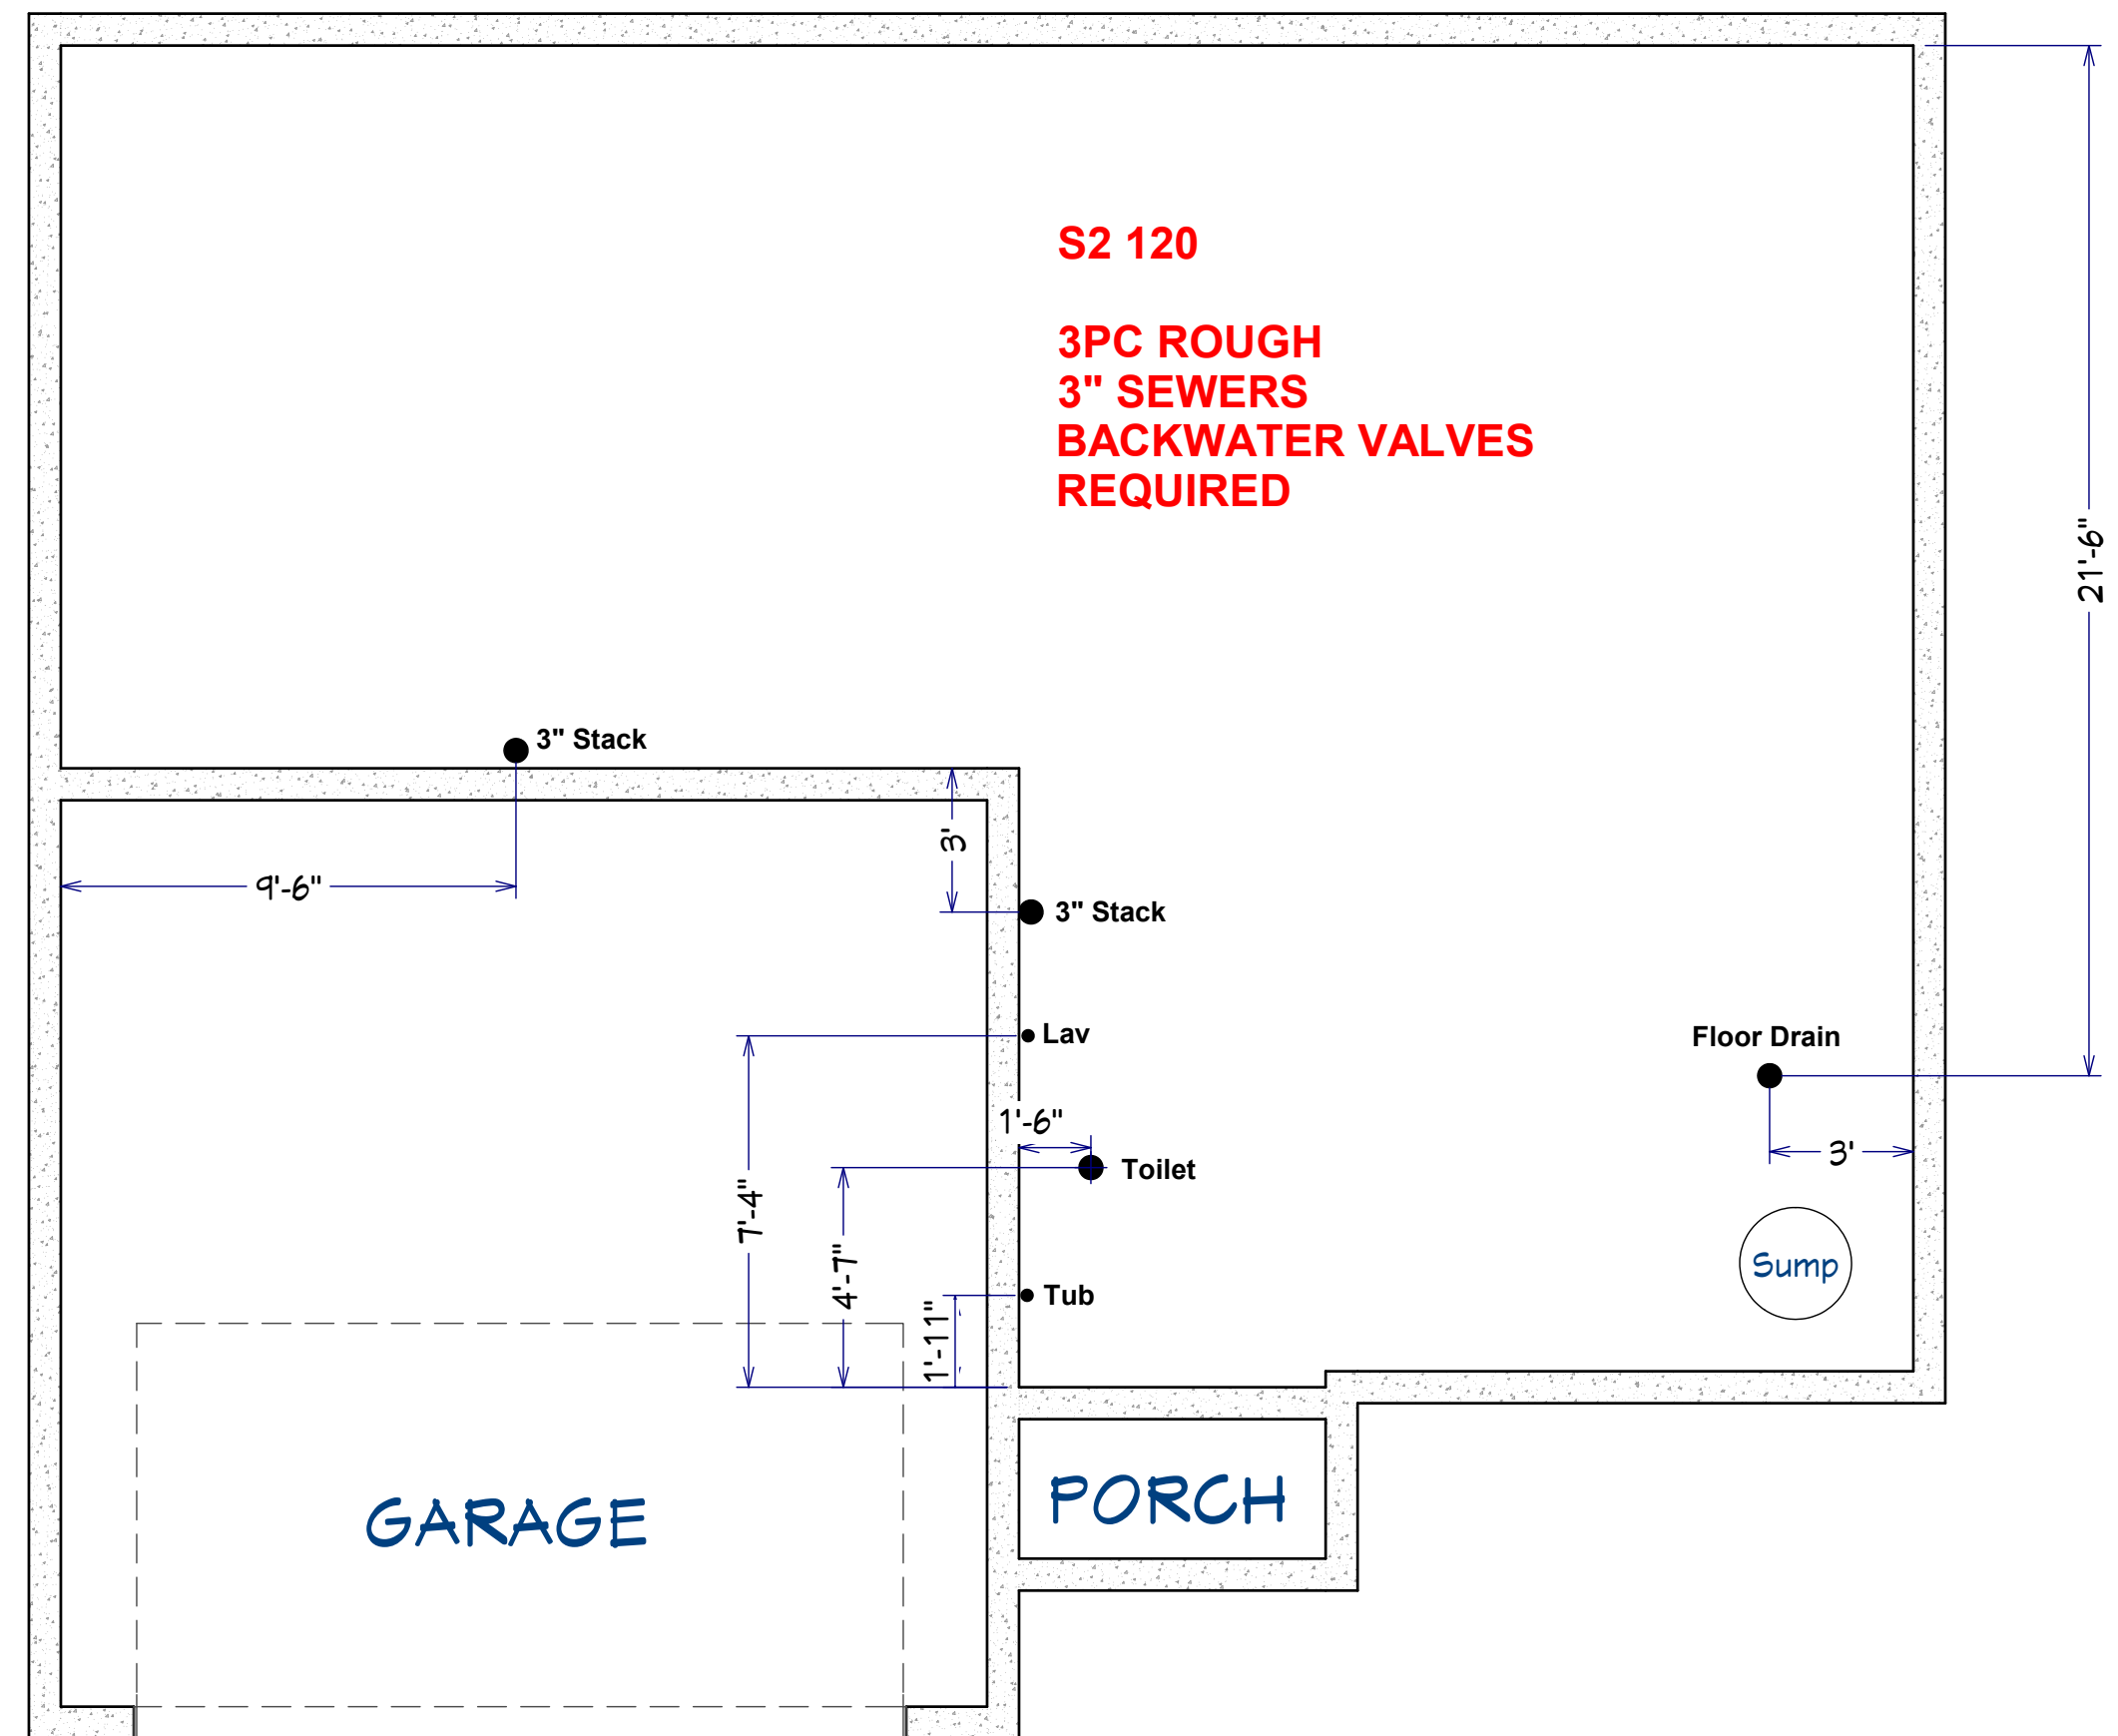 S2 120
3PC ROUGH
3" SEWERS
BACKWATER VALVES
REQUIRED
21'-6"
3" Stack
3'
9'-6"
3" Stack
Lav
Floor Drain
1'-6"
3'
Toilet
7'-4"
4'-7"
Sump
Tub
1'-11"
GARAGE
PORCH